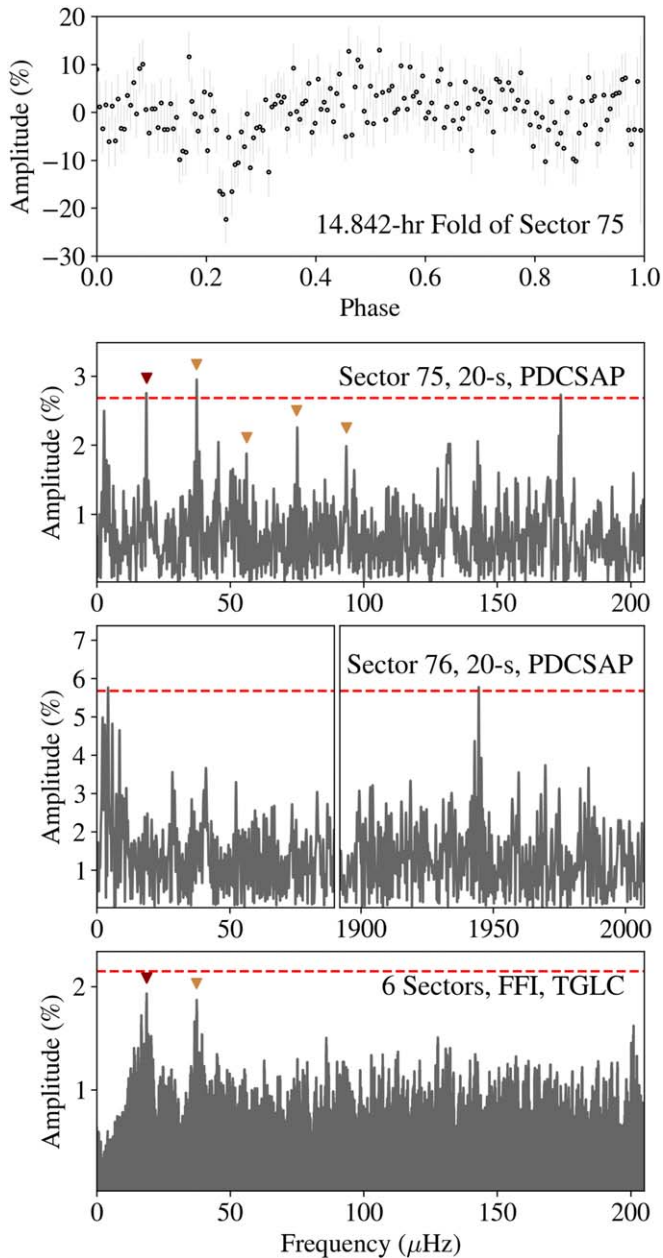 20
10
0
−10
−20
−30
Amplitude (%)
14.842-hr Fold of Sector 75
0.0 0.2 0.4 0.6 0.8 1.0
Phase
3
2
1
Amplitude (%)
Sector 75, 20-s, PDCSAP
0 50 100 150 200
7
6
5
4
3
2
1
Amplitude (%)
Sector 76, 20-s, PDCSAP
0 50 1900 1950 2000
2
1
Amplitude (%)
6 Sectors, FFI, TGLC
0 50 100 150 200
Frequency (μHz)